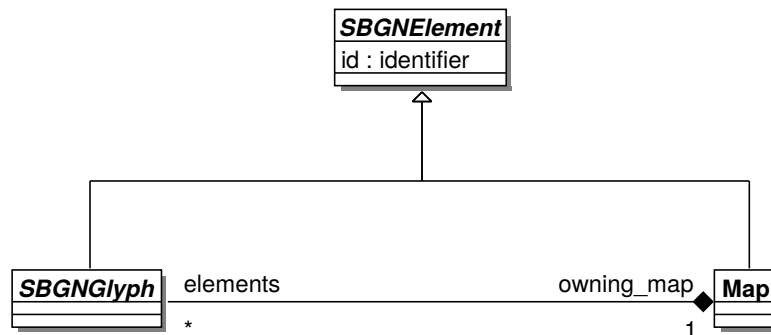 SBGNElement
id : identifier
SBGNGlyph
elements
owning_map
Map
*
1